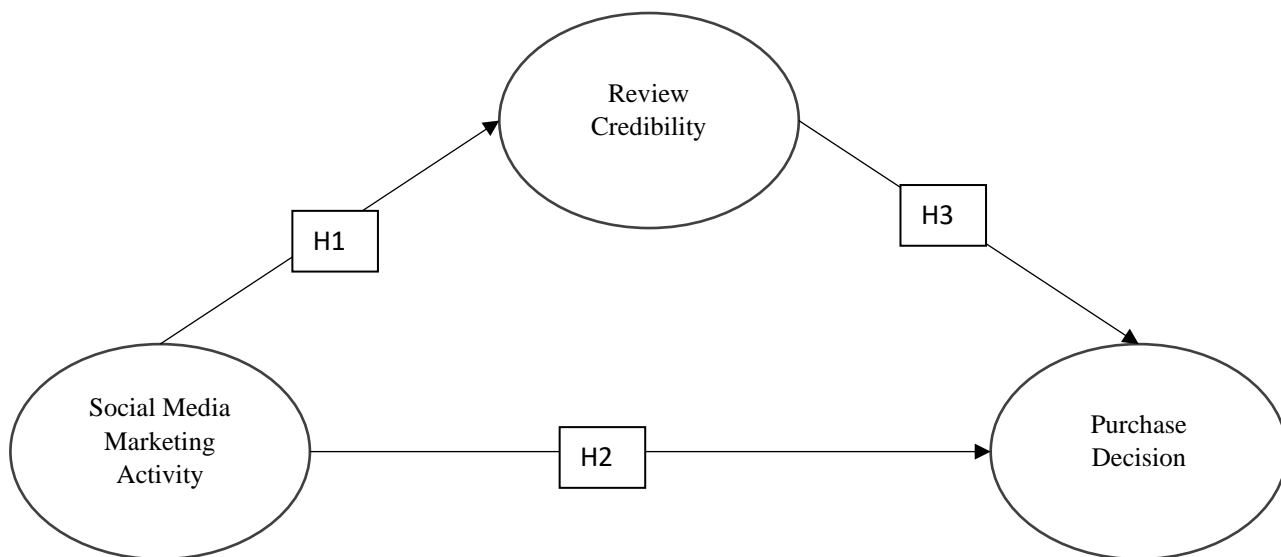 Review
Credibility
H1
H3
Social Media
Marketing
Activity
H2
Purchase
Decision